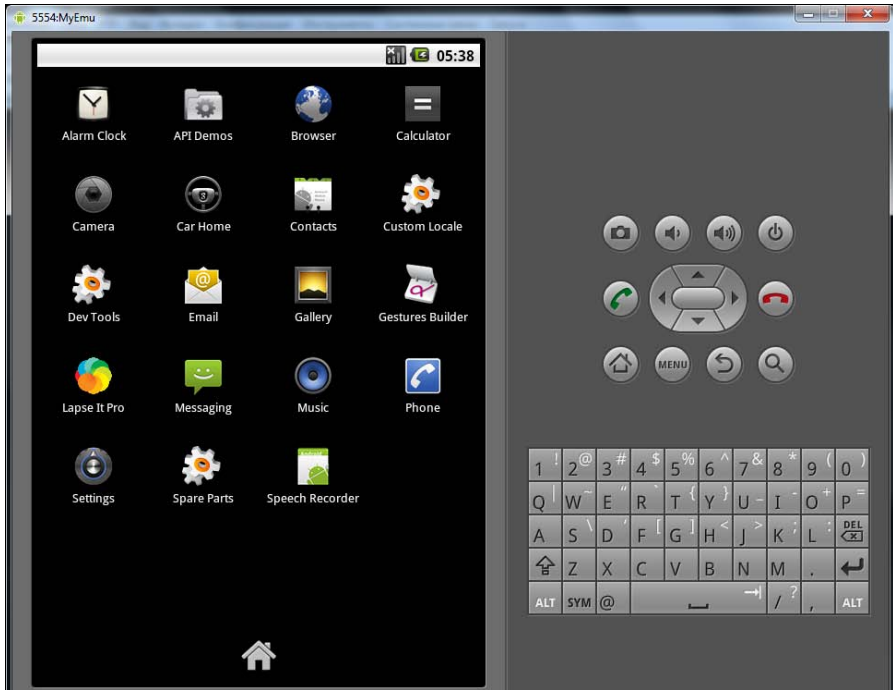 5554:MyEmu
05:38
Alarm Clock API Demos Browser Calculator
Camera Car Home Contacts Custom Locale
Dev Tools Email Gallery Gestures Builder
Lapse It Pro Messaging Music Phone
Settings Spare Parts Speech Recorder
MENU
1 ! 2 @ 3 # 4 $ 5 % 6 ^ 7 & 8 * 9 ( 0 )
Q | W ~ E " R ` T { Y } U _ I - O + P =
A S \ D ' F [ G ] H < J > K ; L : DEL
Z X C V B N M .
ALT SYM @ / ? , ALT